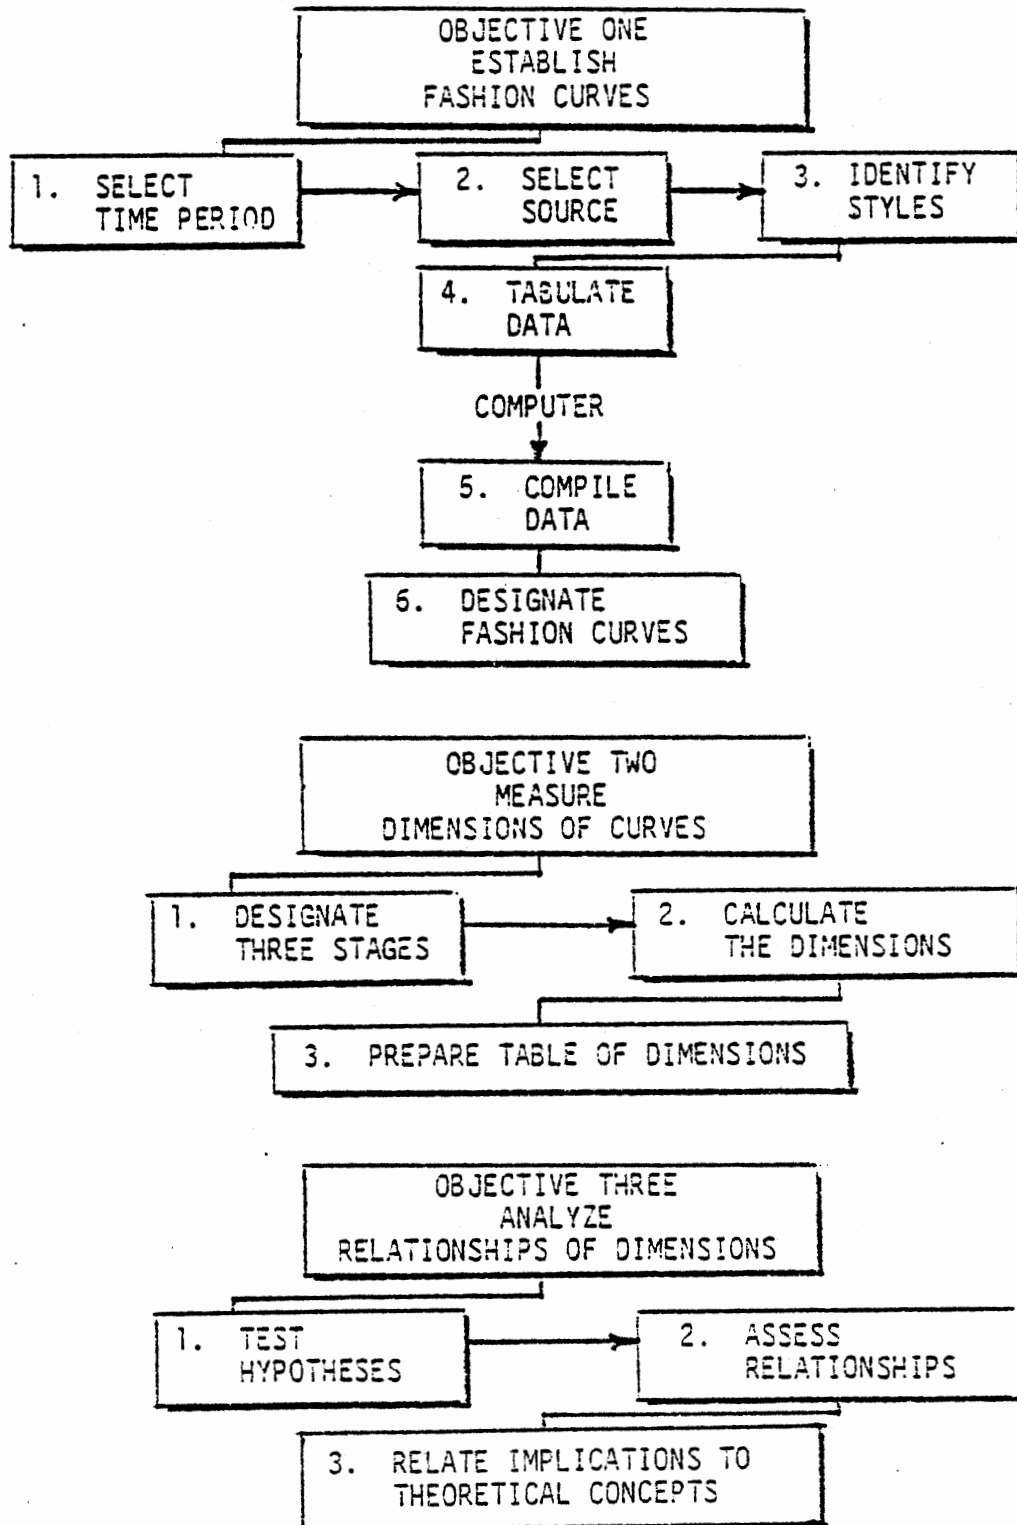 OBJECTIVE ONE
ESTABLISH
FASHION CURVES
1. SELECT
TIME PERIOD
2. SELECT
SOURCE
3. IDENTIFY
STYLES
4. TABULATE
DATA
COMPUTER
5. COMPILE
DATA
6. DESIGNATE
FASHION CURVES
OBJECTIVE TWO
MEASURE
DIMENSIONS OF CURVES
1. DESIGNATE
THREE STAGES
2. CALCULATE
THE DIMENSIONS
3. PREPARE TABLE OF DIMENSIONS
OBJECTIVE THREE
ANALYZE
RELATIONSHIPS OF DIMENSIONS
1. TEST
HYPOTHESES
2. ASSESS
RELATIONSHIPS
3. RELATE IMPLICATIONS TO
THEORETICAL CONCEPTS